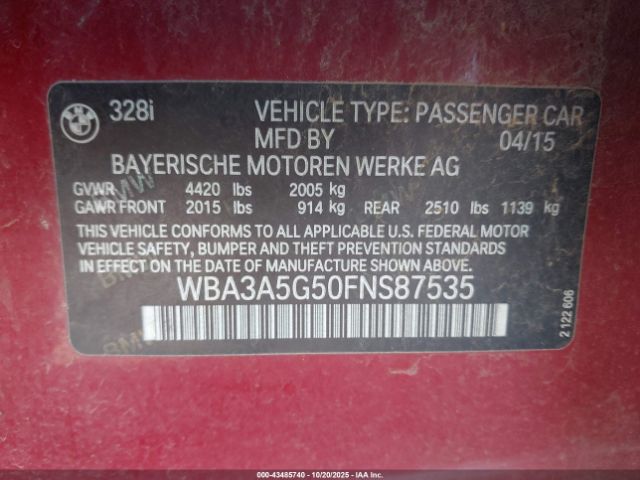 BMW
328i VEHICLE TYPE: PASSENGER CAR
MFD BY 04/15
BAYERISCHE MOTOREN WERKE AG
GVWR 4420 lbs 2005 kg
GAWR FRONT 2015 lbs 914 kg REAR 2510 lbs 1139 kg
THIS VEHICLE CONFORMS TO ALL APPLICABLE U.S. FEDERAL MOTOR
VEHICLE SAFETY, BUMPER AND THEFT PREVENTION STANDARDS
IN EFFECT ON THE DATE OF MANUFACTURE SHOWN ABOVE.
WBA3A5G50FNS87535
2 122 606
000-43485740 - 10/20/2025 - IAAI.COM